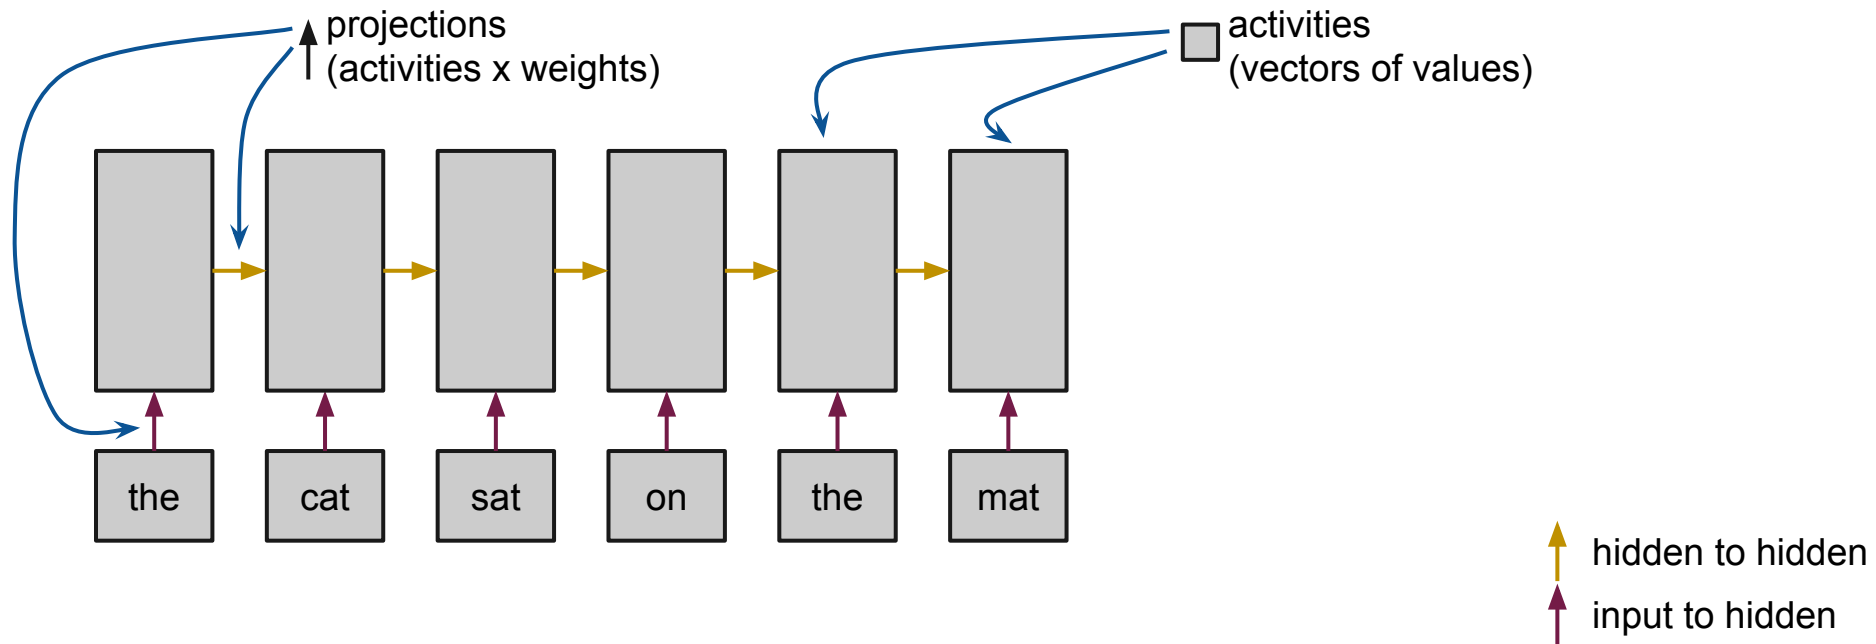 projections
(activities x weights)
activities
(vectors of values)
the
cat
sat
on
the
mat
hidden to hidden
input to hidden